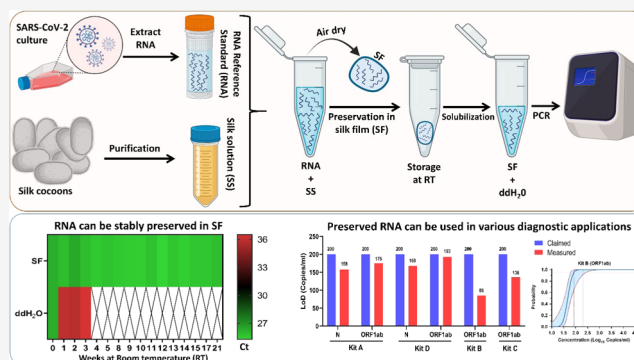 SARS-CoV-2
culture
Extract
RNA
RNA Reference
Standard (RNA)
Silk cocoons
Purification
Silk solution (SS)
Air dry
SF
RNA
+
SS
Preservation in
silk film (SF)
Storage
at RT
Solubilization
SF
+
ddH₂0
PCR
RNA can be stably preserved in SF
SF
ddH₂O
0 1 2 3 4 5 6 7 8 9 10 11 12 13 14 15 17 21
Weeks at Room temperature (RT)
36
33
30
27
Ct
Preserved RNA can be used in various diagnostic applications
Claimed
Measured
LoD (Copies/ml)
250
200
150
100
50
0
200 158 200 175 200 168 200 193 200 86 200 136
N ORF1ab N ORF1ab ORF1ab ORF1ab
Kit A Kit D Kit B Kit C
Kit B (ORF1ab)
Probability
Concentration (Log₁₀ Copies/ml)